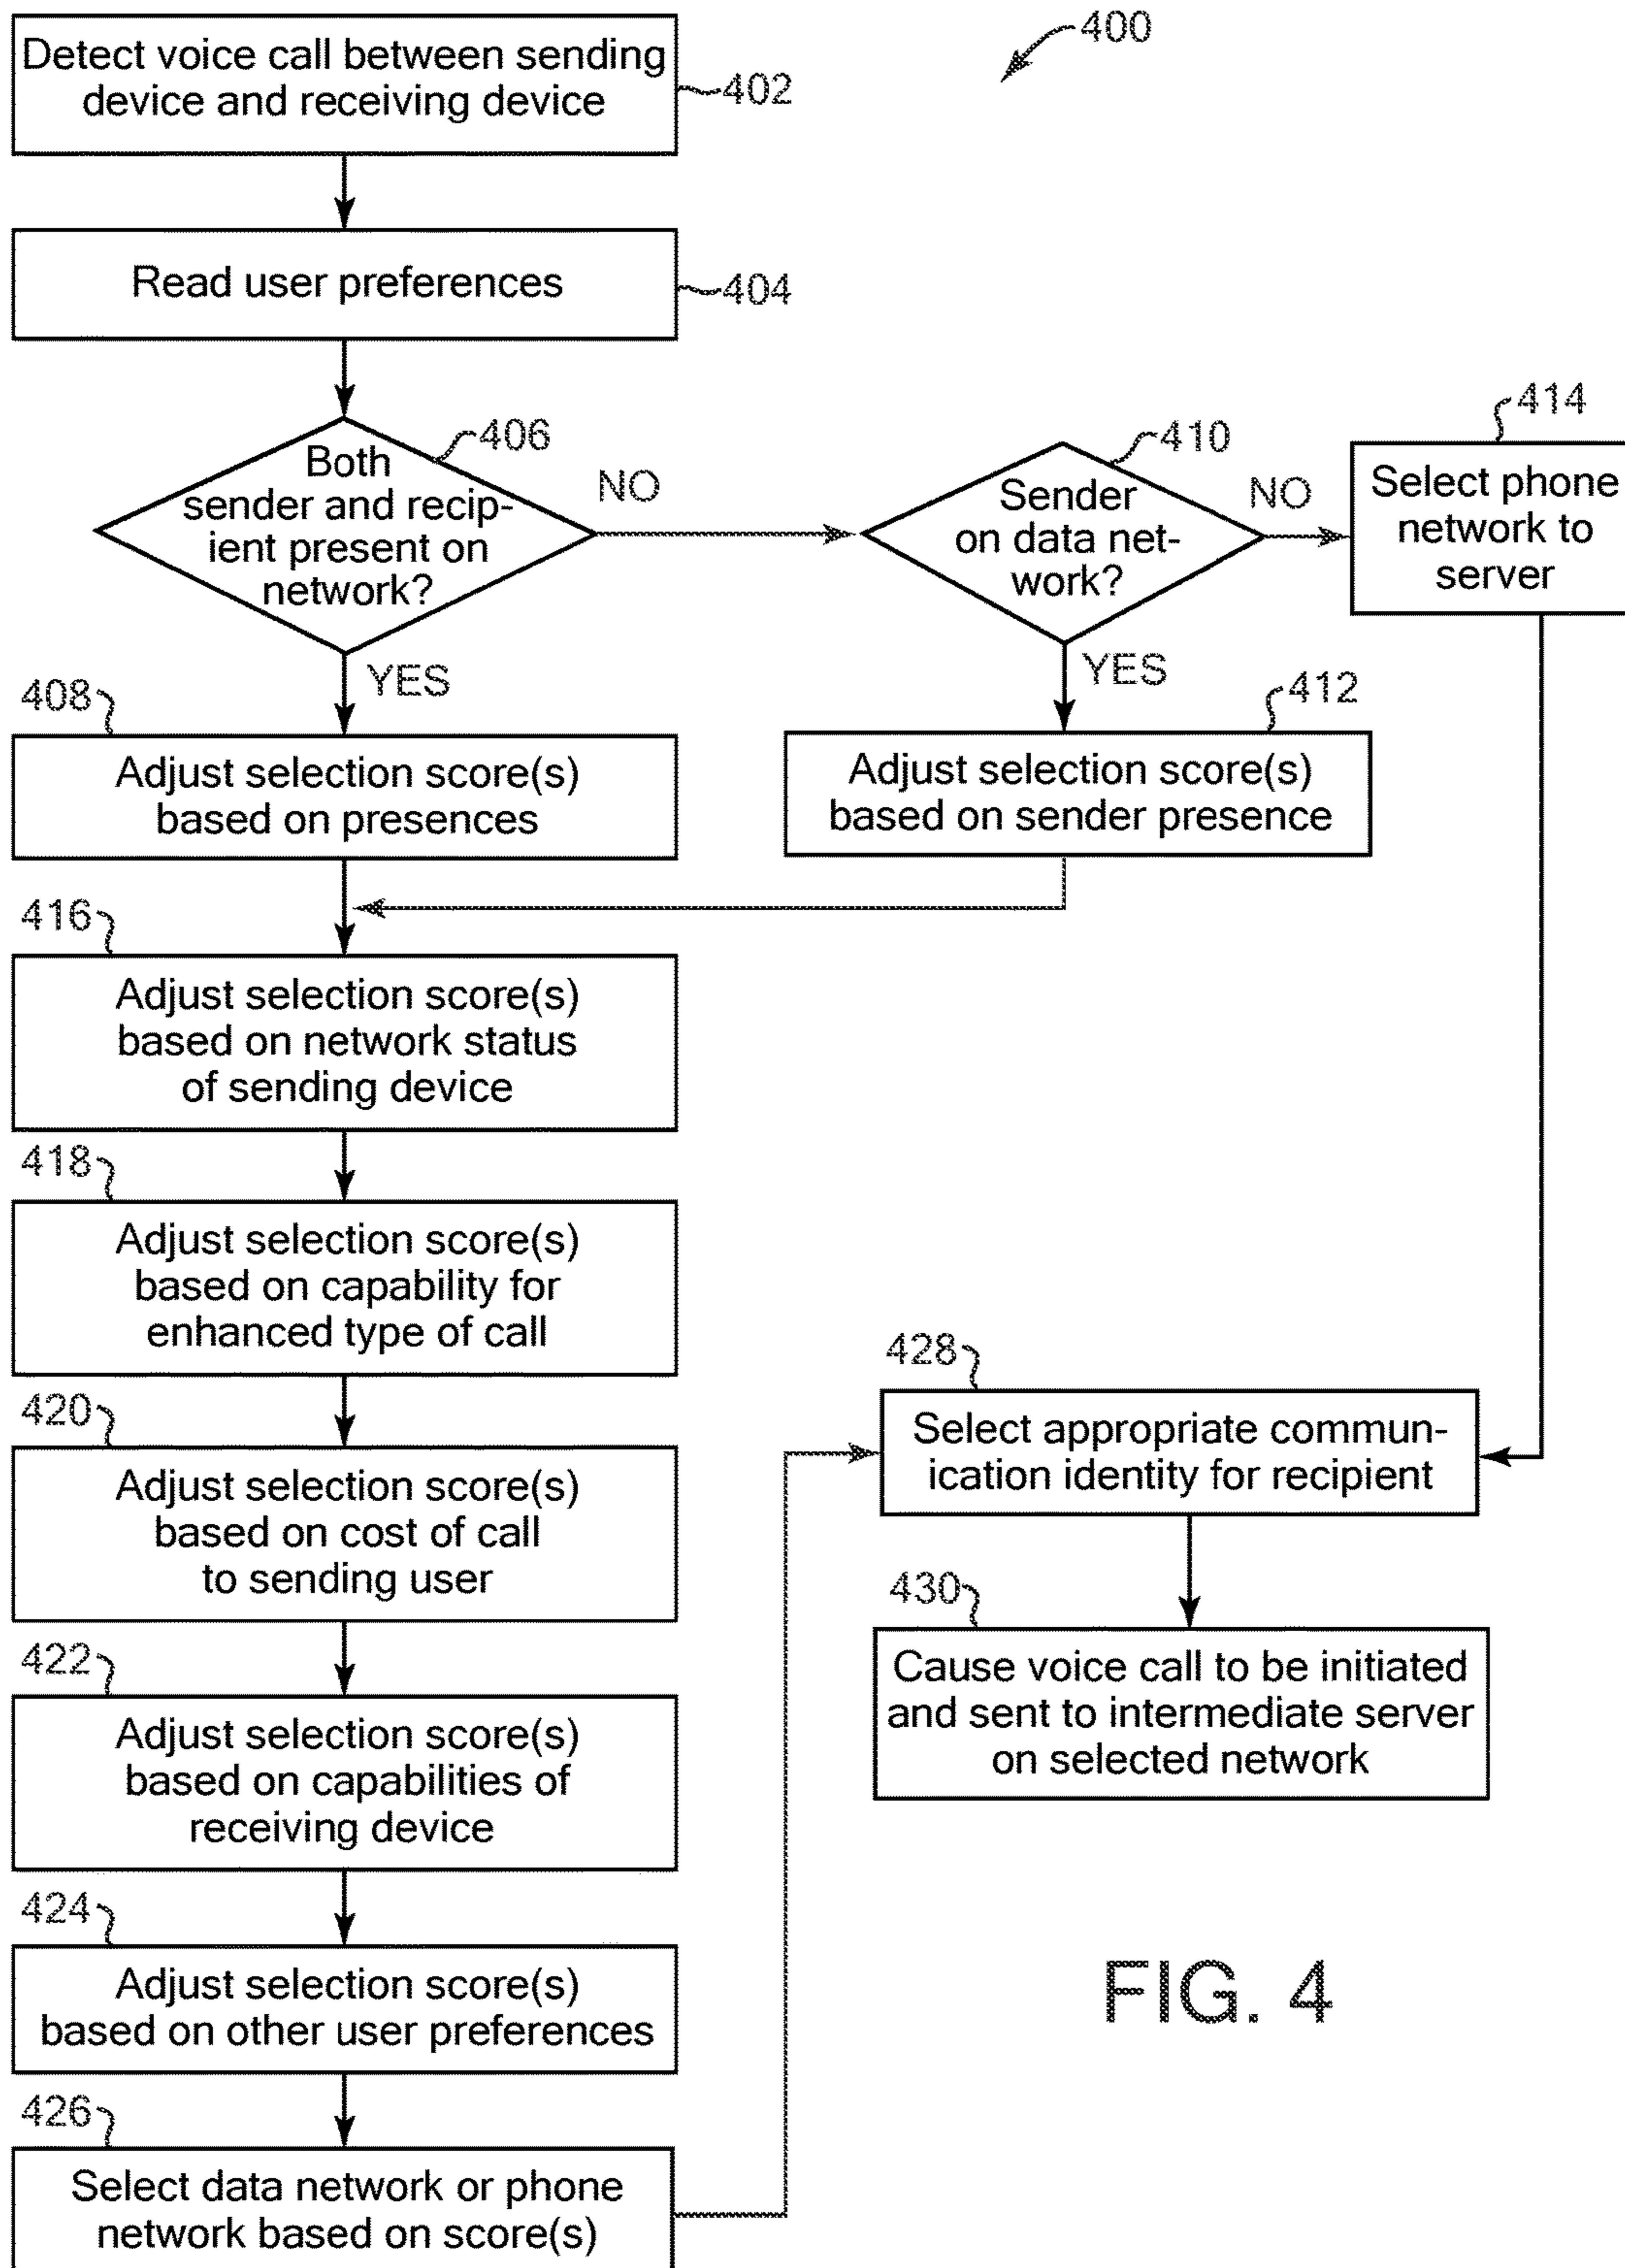 400
Detect voice call between sending
device and receiving device
402
Read user preferences
404
406
Both
sender and recip-
ient present on
network?
NO
YES
410
Sender
on data net-
work?
NO
YES
414
Select phone
network to
server
408
Adjust selection score(s)
based on presences
412
Adjust selection score(s)
based on sender presence
416
Adjust selection score(s)
based on network status
of sending device
418
Adjust selection score(s)
based on capability for
enhanced type of call
420
Adjust selection score(s)
based on cost of call
to sending user
422
Adjust selection score(s)
based on capabilities of
receiving device
424
Adjust selection score(s)
based on other user preferences
426
Select data network or phone
network based on score(s)
428
Select appropriate commun-
ication identity for recipient
430
Cause voice call to be initiated
and sent to intermediate server
on selected network
FIG. 4